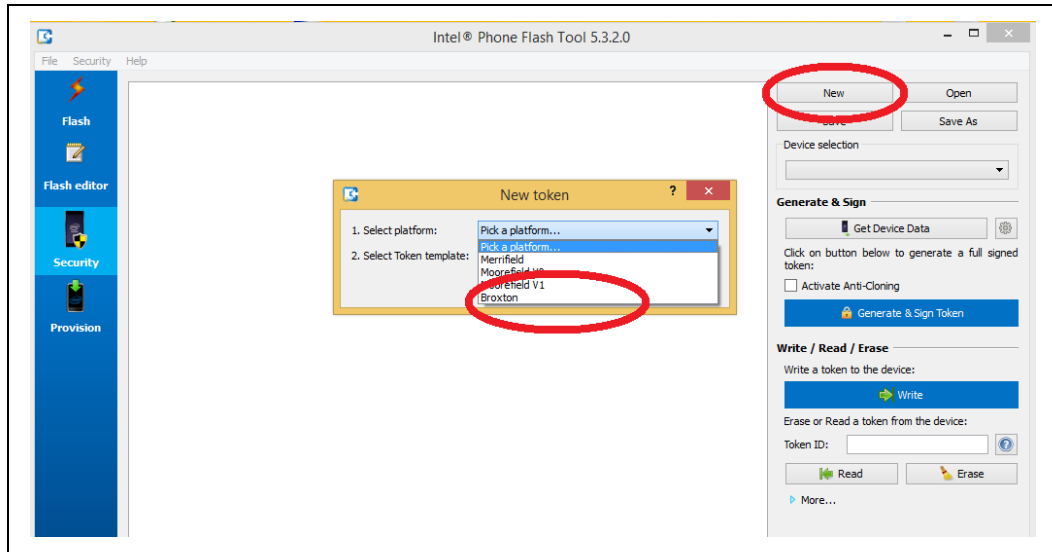 Intel® Phone Flash Tool 5.3.2.0
File Security Help
Flash
Flash editor
Security
Provision
New token
1. Select platform:
Pick a platform...
Pick a platform...
Merrifield
Moorefield V0
Moorefield V1
Broxton
2. Select Token template:
New Open
Save Save As
Device selection
Generate & Sign
Get Device Data
Click on button below to generate a full signed
token:
Activate Anti-Cloning
Generate & Sign Token
Write / Read / Erase
Write a token to the device:
Write
Erase or Read a token from the device:
Token ID:
Read Erase
More...